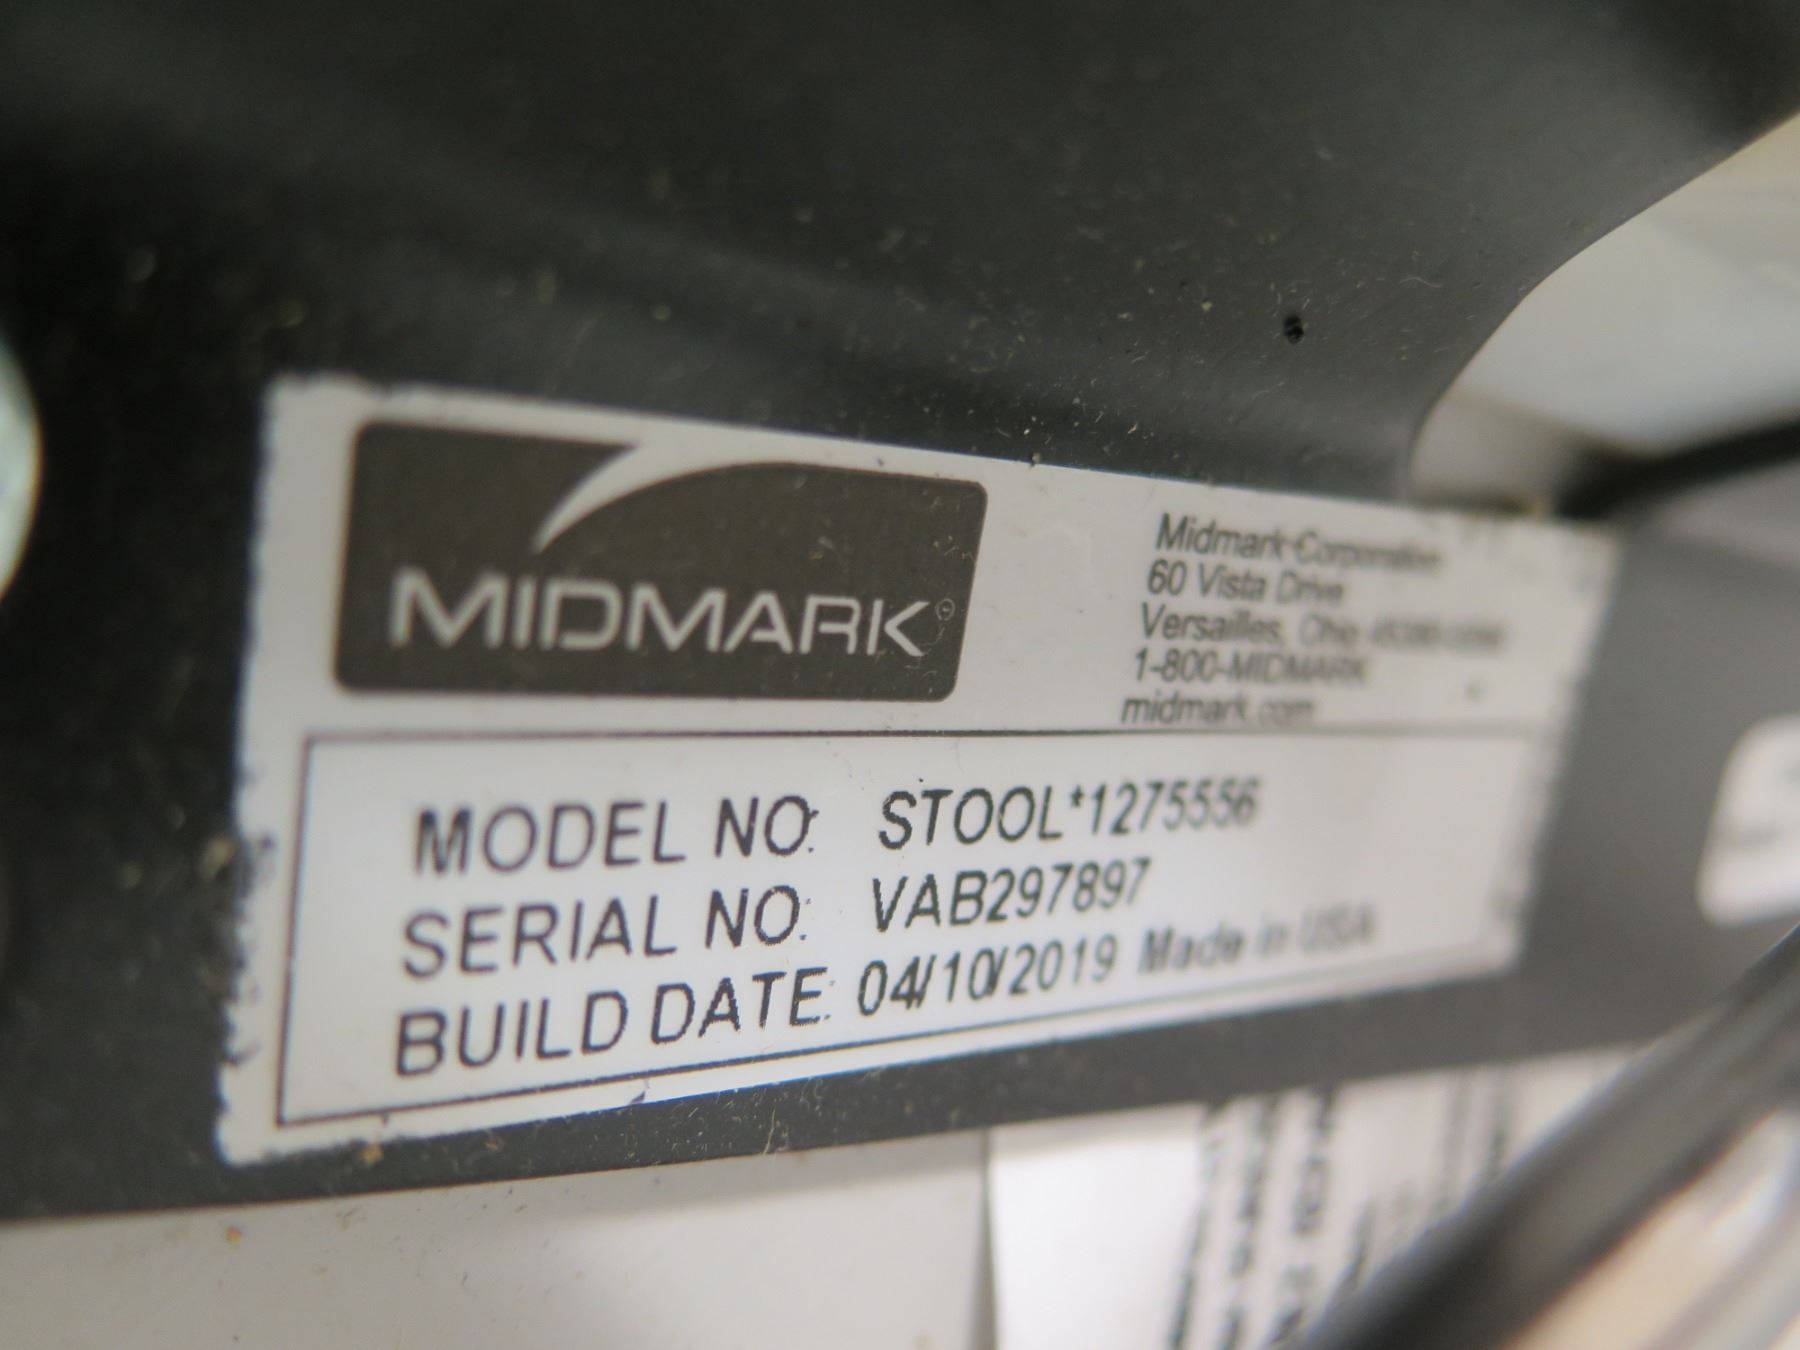 MIDMARK
Midmark Corporation
60 Vista Drive
Versailles, Ohio
1-800-MIDMARK
midmark.com
MODEL NO: STOOL*1275556
SERIAL NO: VAB297897
BUILD DATE: 04/10/2019 Made in USA